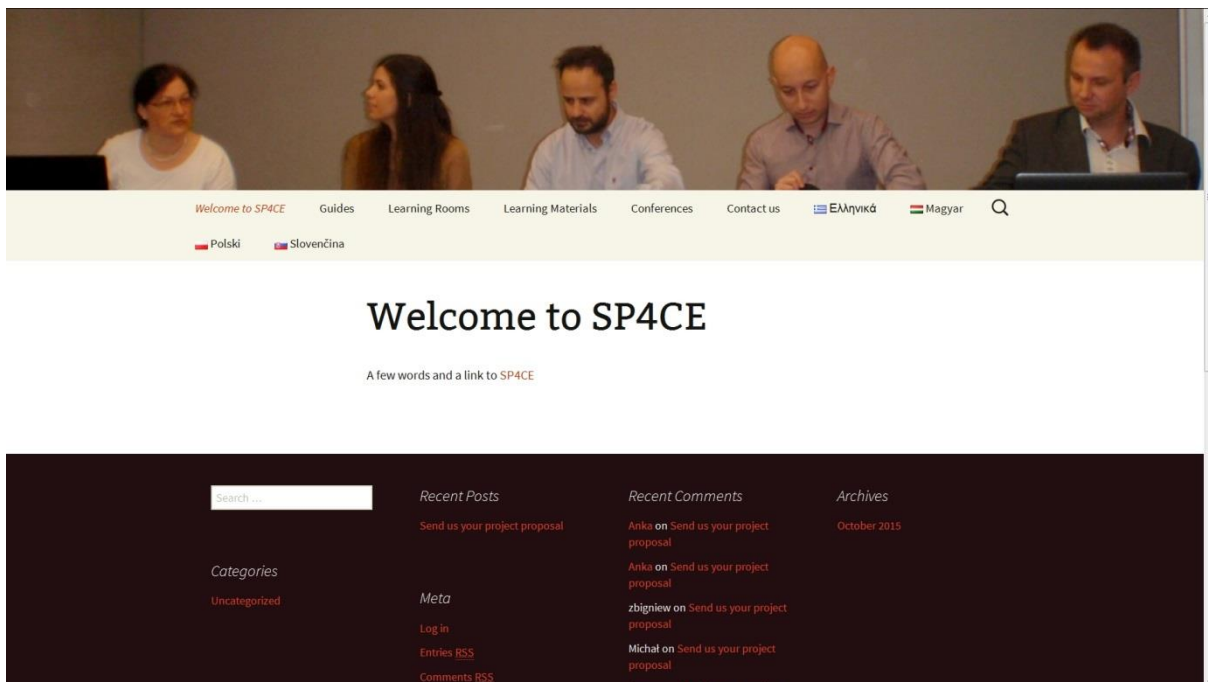 Welcome to SP4CE
Guides
Learning Rooms
Learning Materials
Conferences
Contact us
Ελληνικά
Magyar
Polski
Slovenčina
Welcome to SP4CE
A few words and a link to SP4CE
Search ...
Categories
Uncategorized
Recent Posts
Send us your project proposal
Meta
Log in
Entries RSS
Comments RSS
Recent Comments
Anka on Send us your project
proposal
Anka on Send us your project
proposal
zbigniew on Send us your project
proposal
Michał on Send us your project
proposal
Archives
October 2015